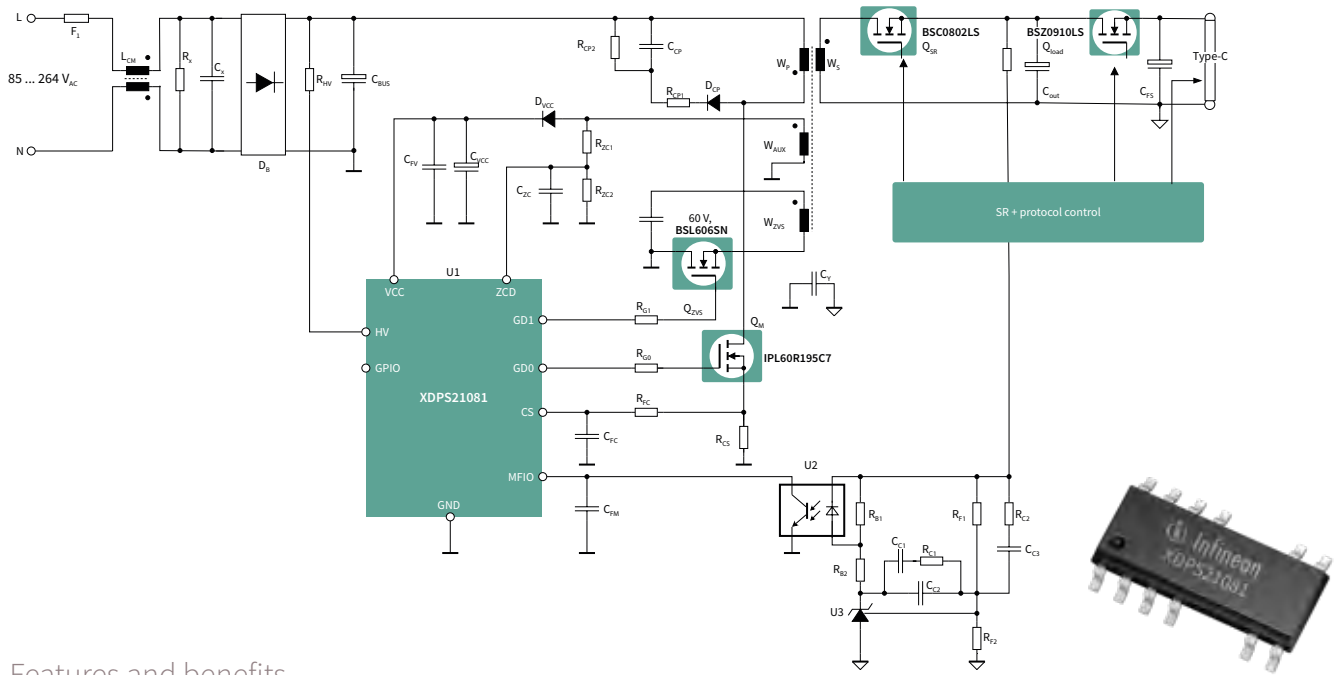 L
F1
LCM
RX
CX
85 ... 264 VAC
N
DB
RHV
CBUS
RCP2
CCP
RCP1
DCP
WP
WS
BSC0802LS
QSR
BSZ0910LS
Qload
Cout
CFS
Type-C
DVCC
CFV
CVCC
RZC1
CZC
RZC2
WAUX
WZVS
60 V,
BSL606SN
SR + protocol control
CY
U1
VCC
ZCD
HV
GPIO
XDPS21081
GD1
GD0
CS
MFIO
GND
RG1
QZVS
QM
RG0
IPL60R195C7
RFC
CFC
RCS
CFM
U2
RB1
RF1
RC2
CC1
RC1
CC3
RB2
CC2
U3
RF2
Infineon
XDPS21081
Features and benefits